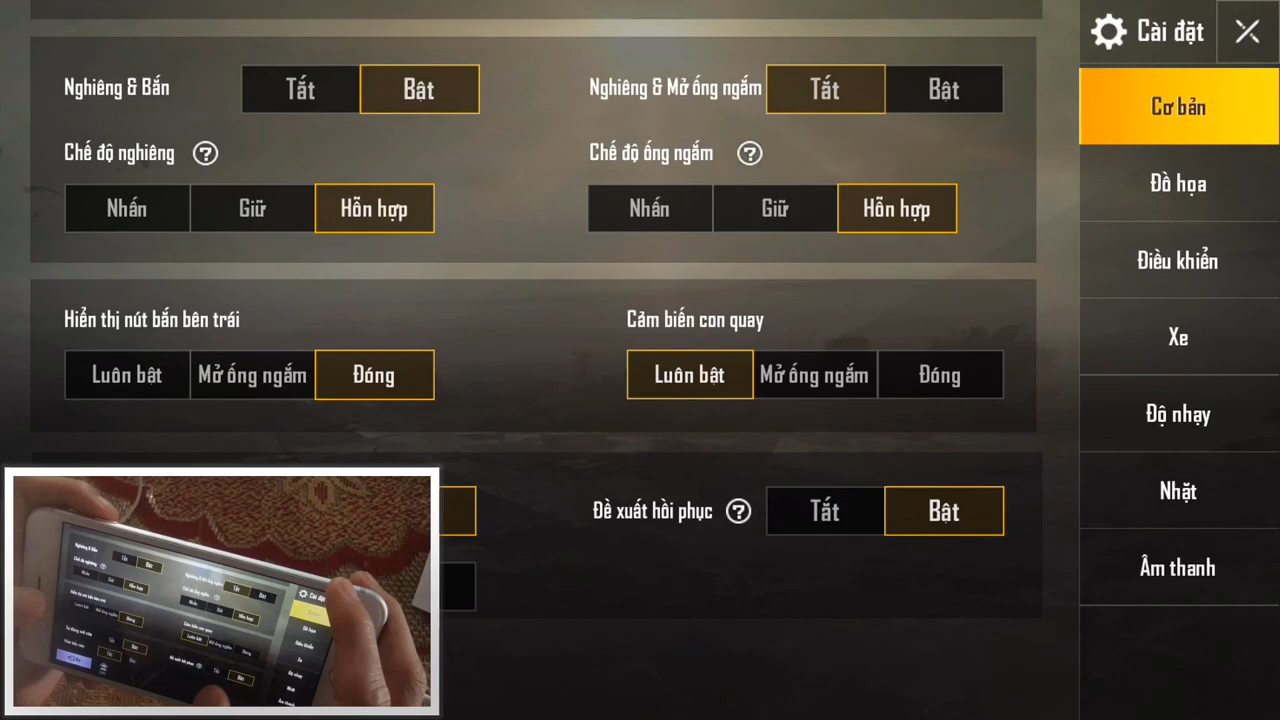 Cài đặt
Nghiêng & Bắn Tắt Bật Nghiêng & Mở ống ngắm Tắt Bật
Chế độ nghiêng ? Chế độ ống ngắm ?
Nhấn Giữ Hỗn hợp Nhấn Giữ Hỗn hợp
Hiển thị nút bắn bên trái Cảm biến con quay
Luôn bật Mở ống ngắm Đóng Luôn bật Mở ống ngắm Đóng
Đề xuất hồi phục ? Tắt Bật
Cơ bản
Đồ họa
Điều khiển
Xe
Độ nhạy
Nhặt
Âm thanh